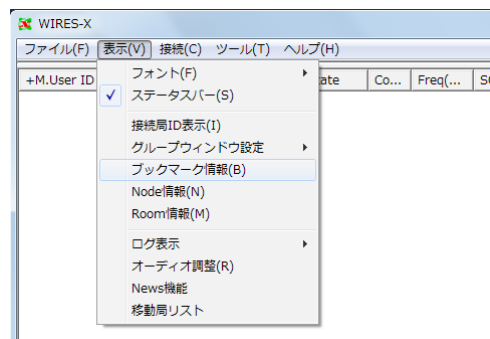 WIRES-X
ファイル(F) 表示(V) 接続(C) ツール(T) ヘルプ(H)
+M.User ID ate Co... Freq(... S
フォント(F)
ステータスバー(S)
接続局ID表示(I)
グループウィンドウ設定
ブックマーク情報(B)
Node情報(N)
Room情報(M)
ログ表示
オーディオ調整(R)
News機能
移動局リスト